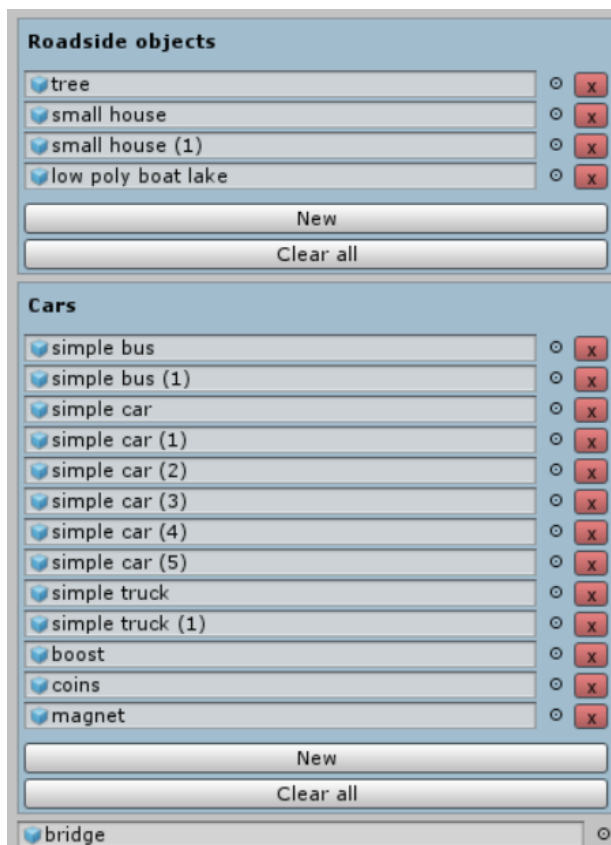 Roadside objects
tree x
small house x
small house (1) x
low poly boat lake x
New
Clear all
Cars
simple bus x
simple bus (1) x
simple car x
simple car (1) x
simple car (2) x
simple car (3) x
simple car (4) x
simple car (5) x
simple truck x
simple truck (1) x
boost x
coins x
magnet x
New
Clear all
bridge